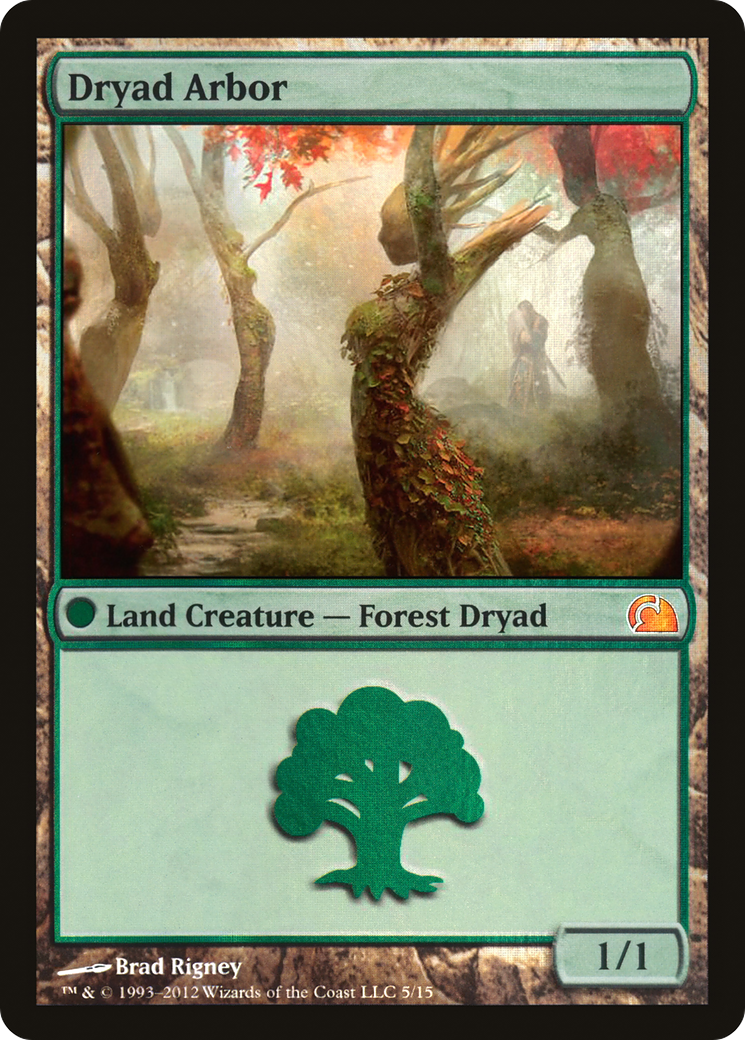 Dryad Arbor
Land Creature — Forest Dryad
1/1
Brad Rigney
™ & © 1993–2012 Wizards of the Coast LLC 5/15